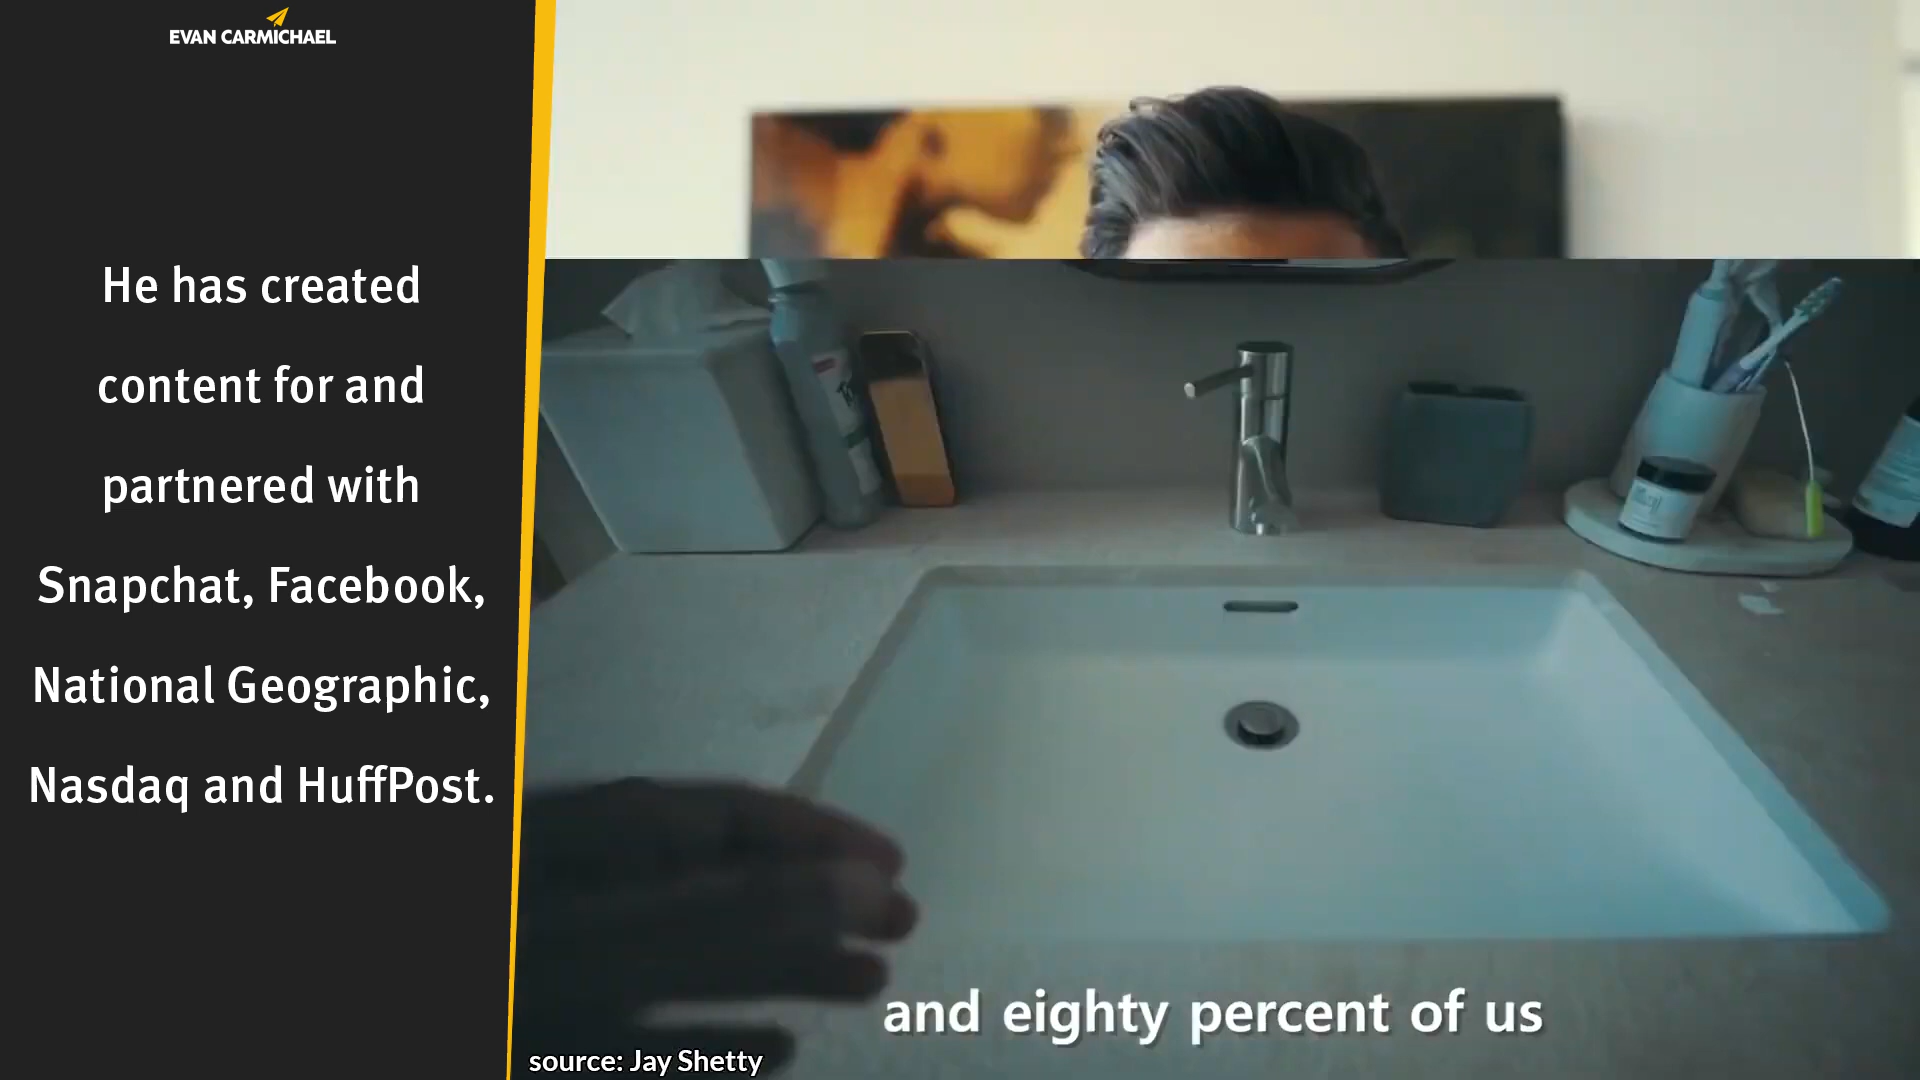 EVAN CARMICHAEL
He has created
content for and
partnered with
Snapchat, Facebook,
National Geographic,
Nasdaq and HuffPost.
and eighty percent of us
source: Jay Shetty